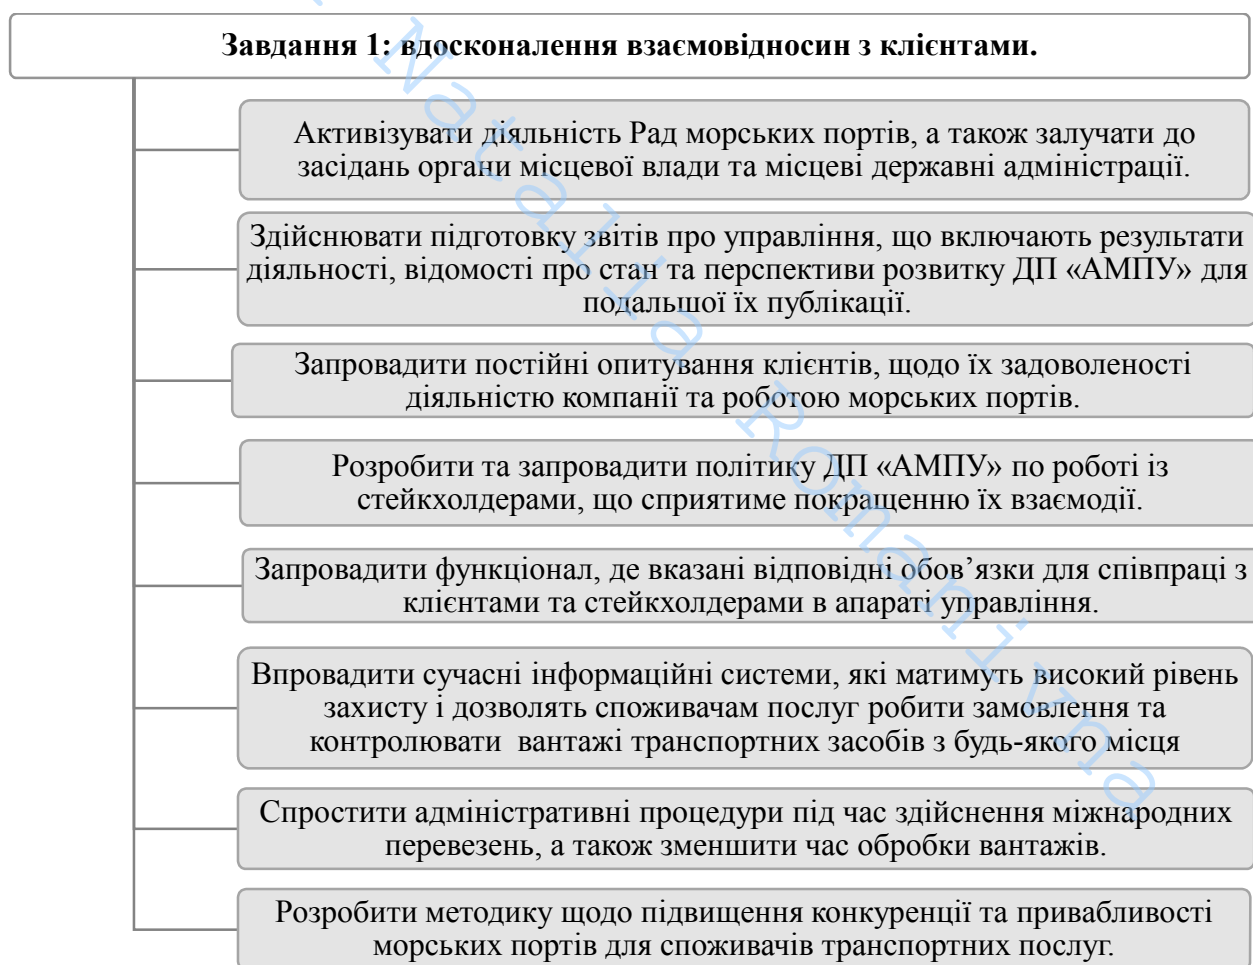 Завдання 1: вдосконалення взаємовідносин з клієнтами.
Активізувати діяльність Рад морських портів, а також залучати до
засідань органи місцевої влади та місцеві державні адміністрації.
Здійснювати підготовку звітів про управління, що включають результати
діяльності, відомості про стан та перспективи розвитку ДП «АМПУ» для
подальшої їх публікації.
Запровадити постійні опитування клієнтів, щодо їх задоволеності
діяльністю компанії та роботою морських портів.
Розробити та запровадити політику ДП «АМПУ» по роботі із
стейкхолдерами, що сприятиме покращенню їх взаємодії.
Запровадити функціонал, де вказані відповідні обов’язки для співпраці з
клієнтами та стейкхолдерами в апараті управління.
Впровадити сучасні інформаційні системи, які матимуть високий рівень
захисту і дозволять споживачам послуг робити замовлення та
контролювати  вантажі транспортних засобів з будь-якого місця
Спростити адміністративні процедури під час здійснення міжнародних
перевезень, а також зменшити час обробки вантажів.
Розробити методику щодо підвищення конкуренції та привабливості
морських портів для споживачів транспортних послуг.
Natalia Romanivna